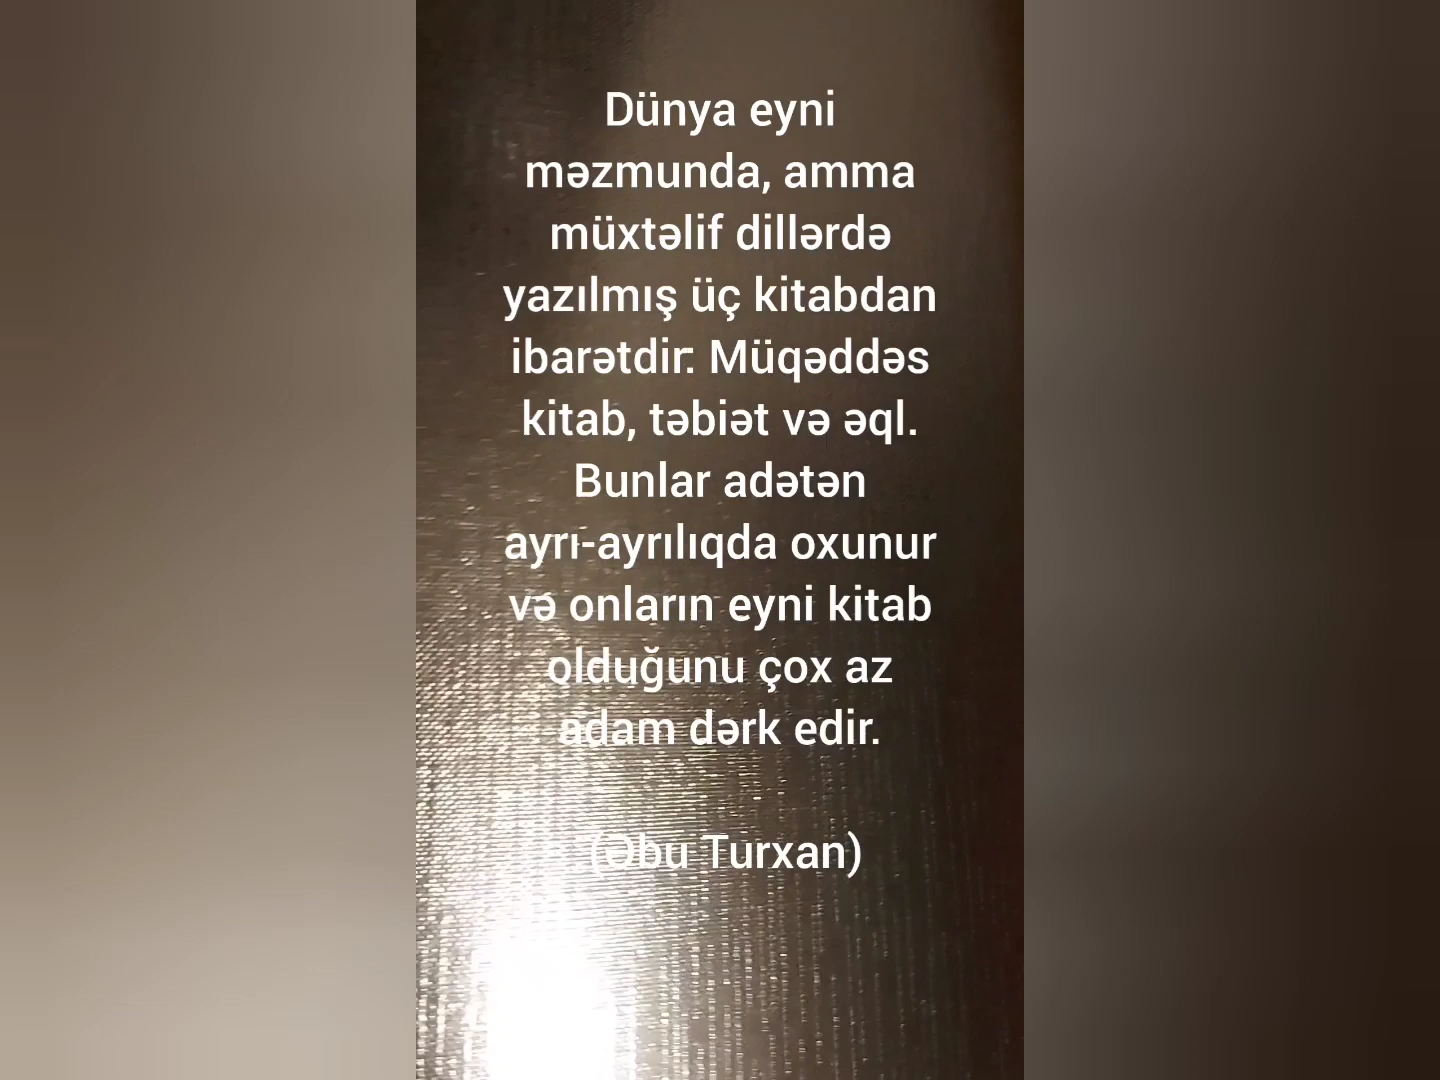 Dünya eyni
məzmunda, amma
müxtəlif dillərdə
yazılmış üç kitabdan
ibarətdir: Müqəddəs
kitab, təbiət və əql.
Bunlar adətən
ayrı-ayrılıqda oxunur
və onların eyni kitab
olduğunu çox az
adam dərk edir.
(Əbu Turxan)